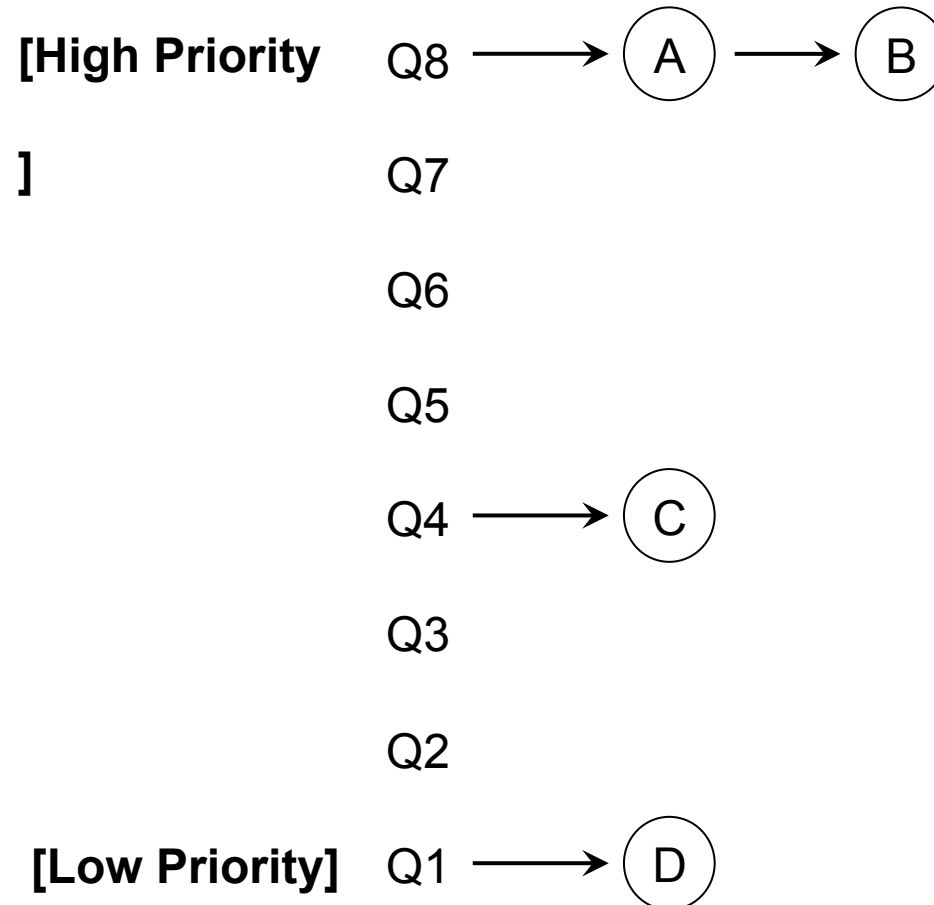 [High Priority Q8 A B
] Q7
Q6
Q5
Q4 C
Q3
Q2
[Low Priority] Q1 D